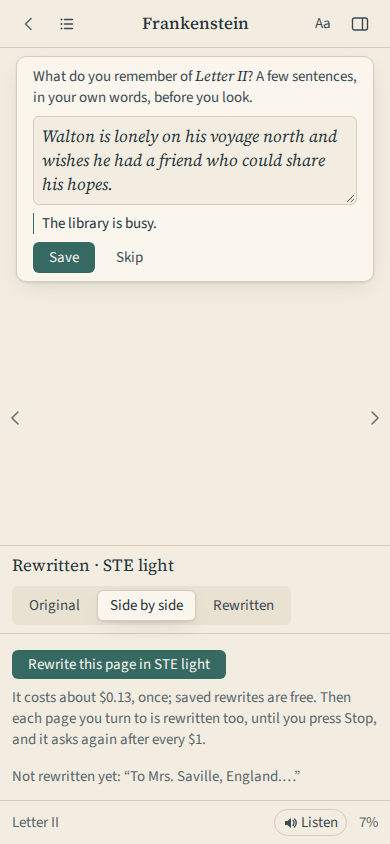 Frankenstein
Aa
What do you remember of Letter II? A few sentences,
in your own words, before you look.
Walton is lonely on his voyage north and
wishes he had a friend who could share
his hopes.
The library is busy.
Save
Skip
Rewritten · STE light
Original
Side by side
Rewritten
Rewrite this page in STE light
It costs about $0.13, once; saved rewrites are free. Then
each page you turn to is rewritten too, until you press Stop,
and it asks again after every $1.
Not rewritten yet: “To Mrs. Saville, England.…”
Letter II
Listen
7%